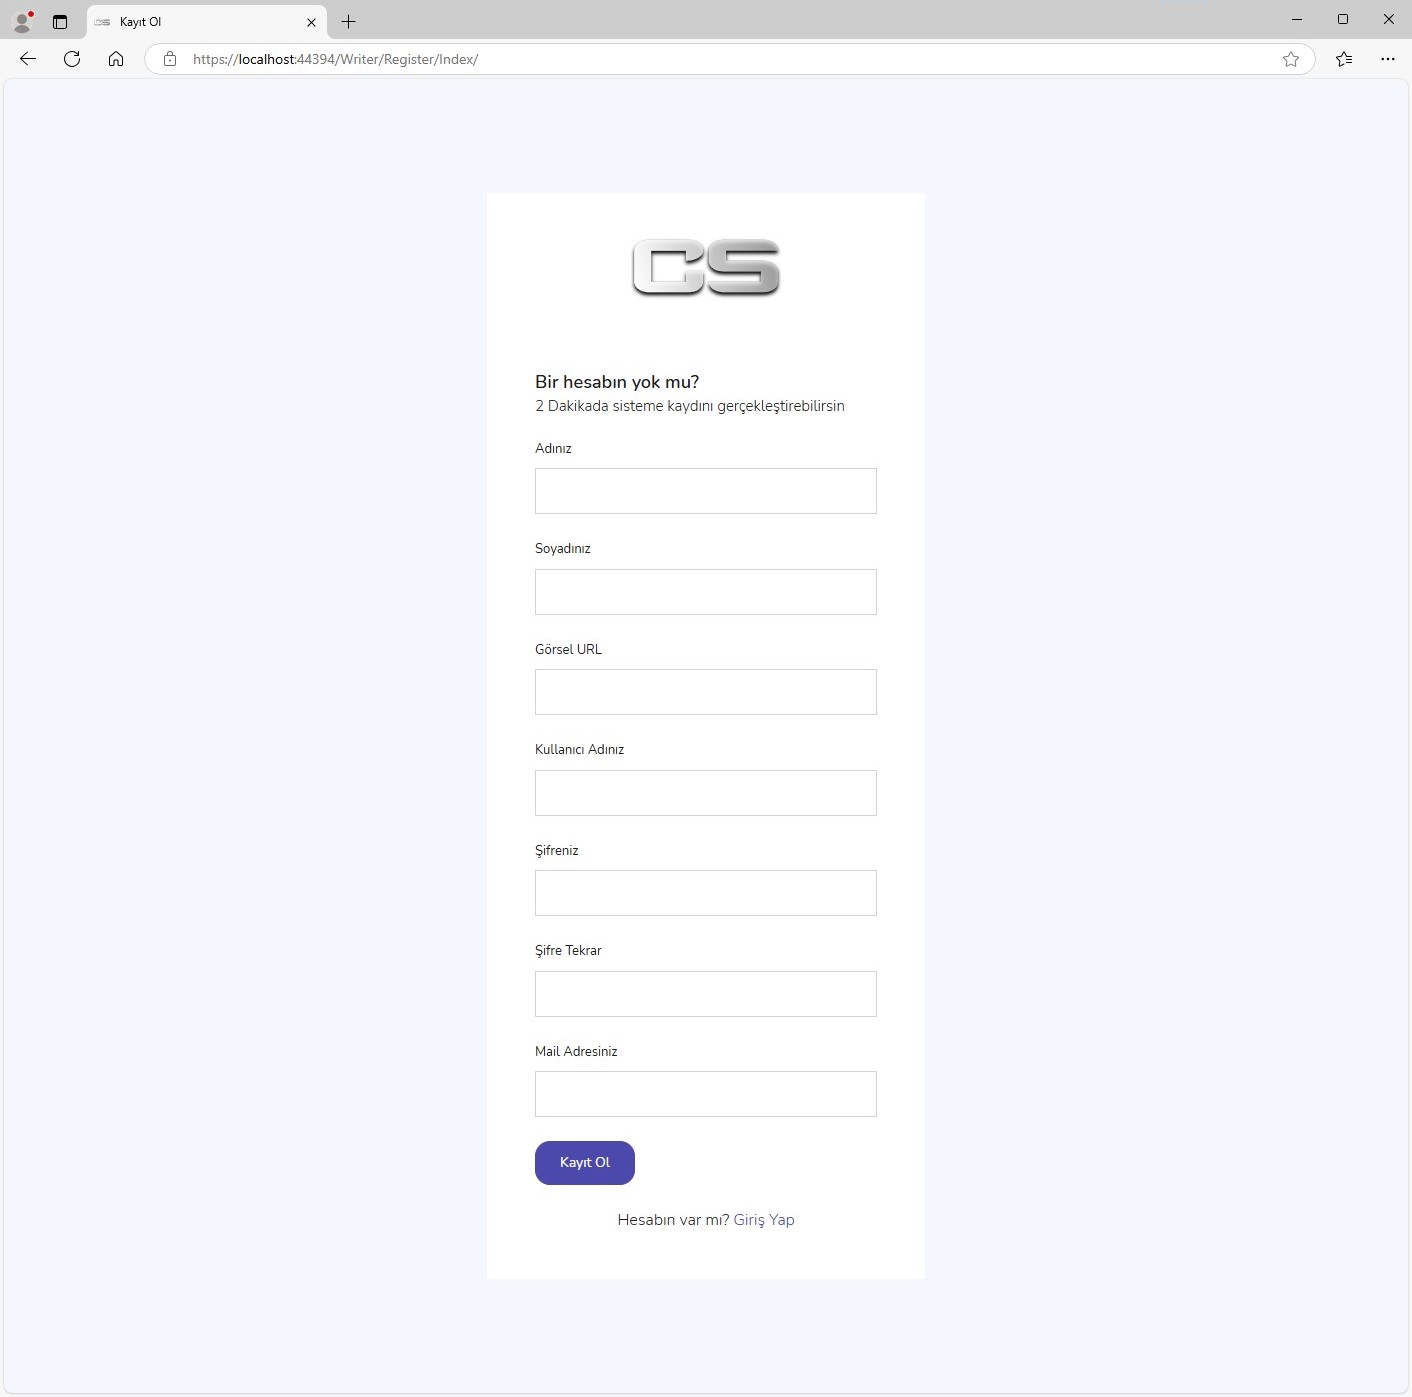 CS Kayıt Ol
https://localhost:44394/Writer/Register/Index/
CS
Bir hesabın yok mu?
2 Dakikada sisteme kaydını gerçekleştirebilirsin
Adınız
Soyadınız
Görsel URL
Kullanıcı Adınız
Şifreniz
Şifre Tekrar
Mail Adresiniz
Kayıt Ol
Hesabın var mı? Giriş Yap